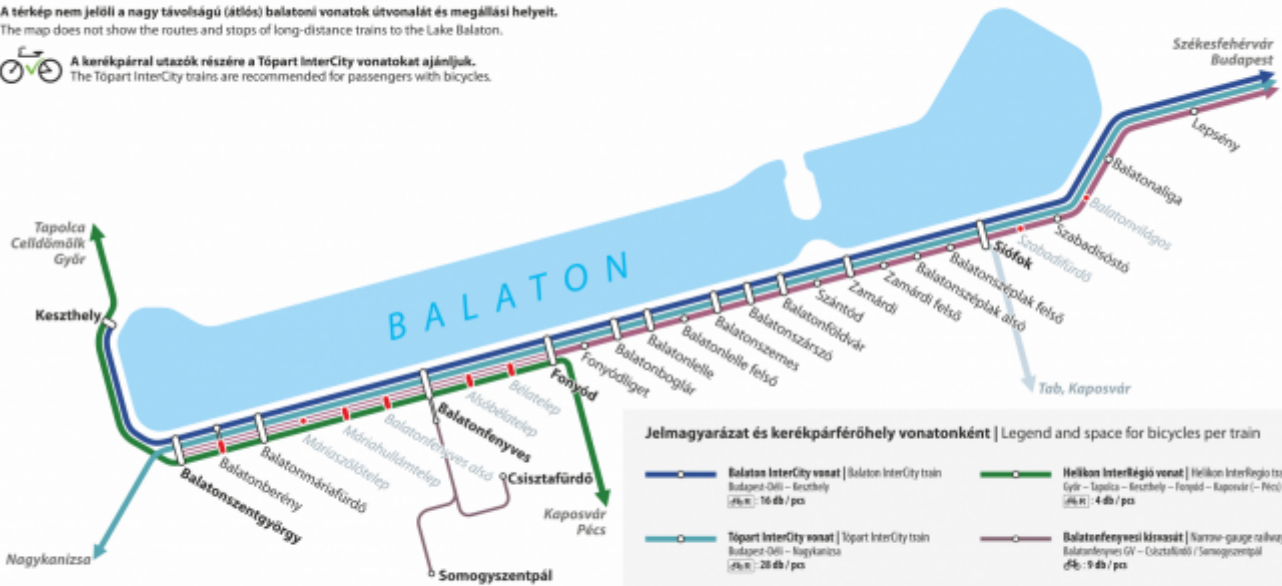 A térkép nem jelöli a nagy távolságú (átlós) balatoni vonatok útvonalát és megállási helyeit.
The map does not show the routes and stops of long-distance trains to the Lake Balaton.
A kerékpárral utazók részére a Tópart InterCity vonatokat ajánljuk.
The Tópart InterCity trains are recommended for passengers with bicycles.
Székesfehérvár
Budapest
Lepsény
Balatonaliga
Balatonvilágos
Szabadisóstó
Szabadifürdő
Siófok
Balatonszéplak felső
Balatonszéplak alsó
Zamárdi felső
Zamárdi
Szántód
Balatonföldvár
Balatonszárszó
Balatonszemes
Balatonlelle felső
Balatonlelle
Balatonboglár
Fonyódliget
Fonyód
Bélatelep
Alsóbélatelep
Balatonfenyves
Balatonfenyves alsó
Máriahullámtelep
Máriaszőlőtelep
Balatonmáriafürdő
Balatonberény
Balatonszentgyörgy
Keszthely
Tapolca
Celldömölk
Győr
BALATON
Tab, Kaposvár
Csisztafürdő
Kaposvár
Pécs
Nagykanizsa
Somogyszentpál
Jelmagyarázat és kerékpárférőhely vonatonként | Legend and space for bicycles per train
Balaton InterCity vonat | Balaton InterCity train
Budapest-Déli – Keszthely
R : 16 db / pcs
Tópart InterCity vonat | Tópart InterCity train
Budapest-Déli – Nagykanizsa
R : 28 db / pcs
Helikon InterRégió vonat | Helikon InterRegio tra
Győr – Tapolca – Keszthely – Fonyód – Kaposvár (– Pécs)
R : 4 db / pcs
Balatonfenyvesi kisvasút | Narrow-gauge railway
Balatonfenyves GV – Csisztafürdő / Somogyszentpál
: 9 db / pcs